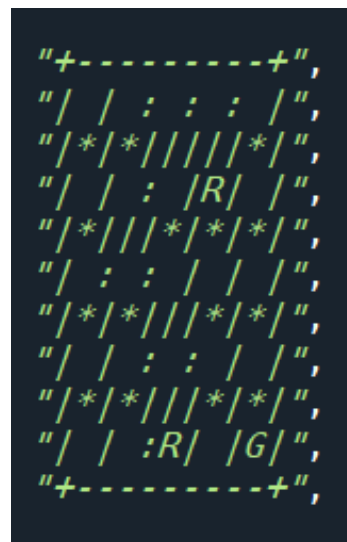 "+---------+",
"| | : : : |",
"|*|*|||||*|",
"| | : |R| |",
"|*|||*|*|*|",
"| : : | | |",
"|*|*|||*|*|",
"| | : : | |",
"|*|*|||*|*|",
"| | :R| |G|",
"+---------+",